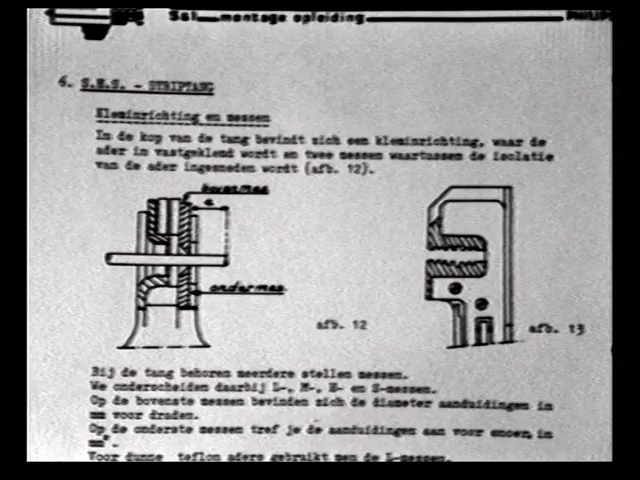 S&I - montage opleiding PHILIPS
6. S.E.S. - STRIPTANG
Kleminrichting en messen
In de kop van de tang bevindt zich een kleminrichting, waar de
ader in vastgeklemd wordt en twee messen waartussen de isolatie
van de ader ingesneden wordt (afb. 12).
bovenmes
a
ondermes
afb. 12
afb. 13
Bij de tang behoren meerdere stellen messen.
We onderscheiden daarbij L-, M-, E- en S-messen.
Op de bovenste messen bevinden zich de diameter aanduidingen in
mm voor draden.
Op de onderste messen tref je de aanduidingen aan voor snoer, in
mm².
Voor dunne teflon aders gebruikt men de L-messen.